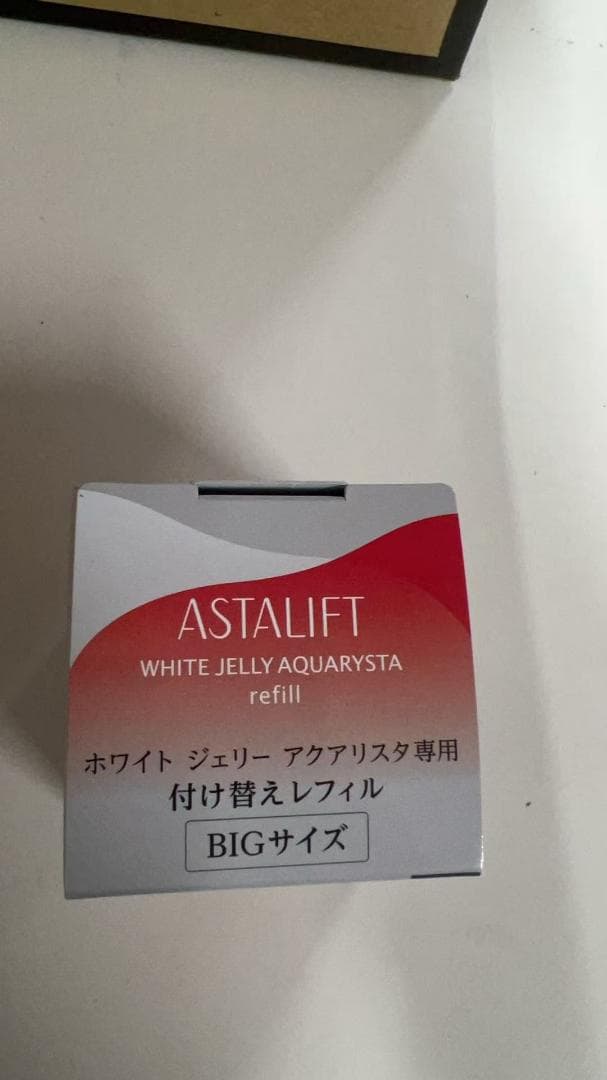 ASTALIFT
WHITE JELLY AQUARYSTA
refill
ホワイト ジェリー アクアリスタ専用
付け替えレフィル
BIGサイズ